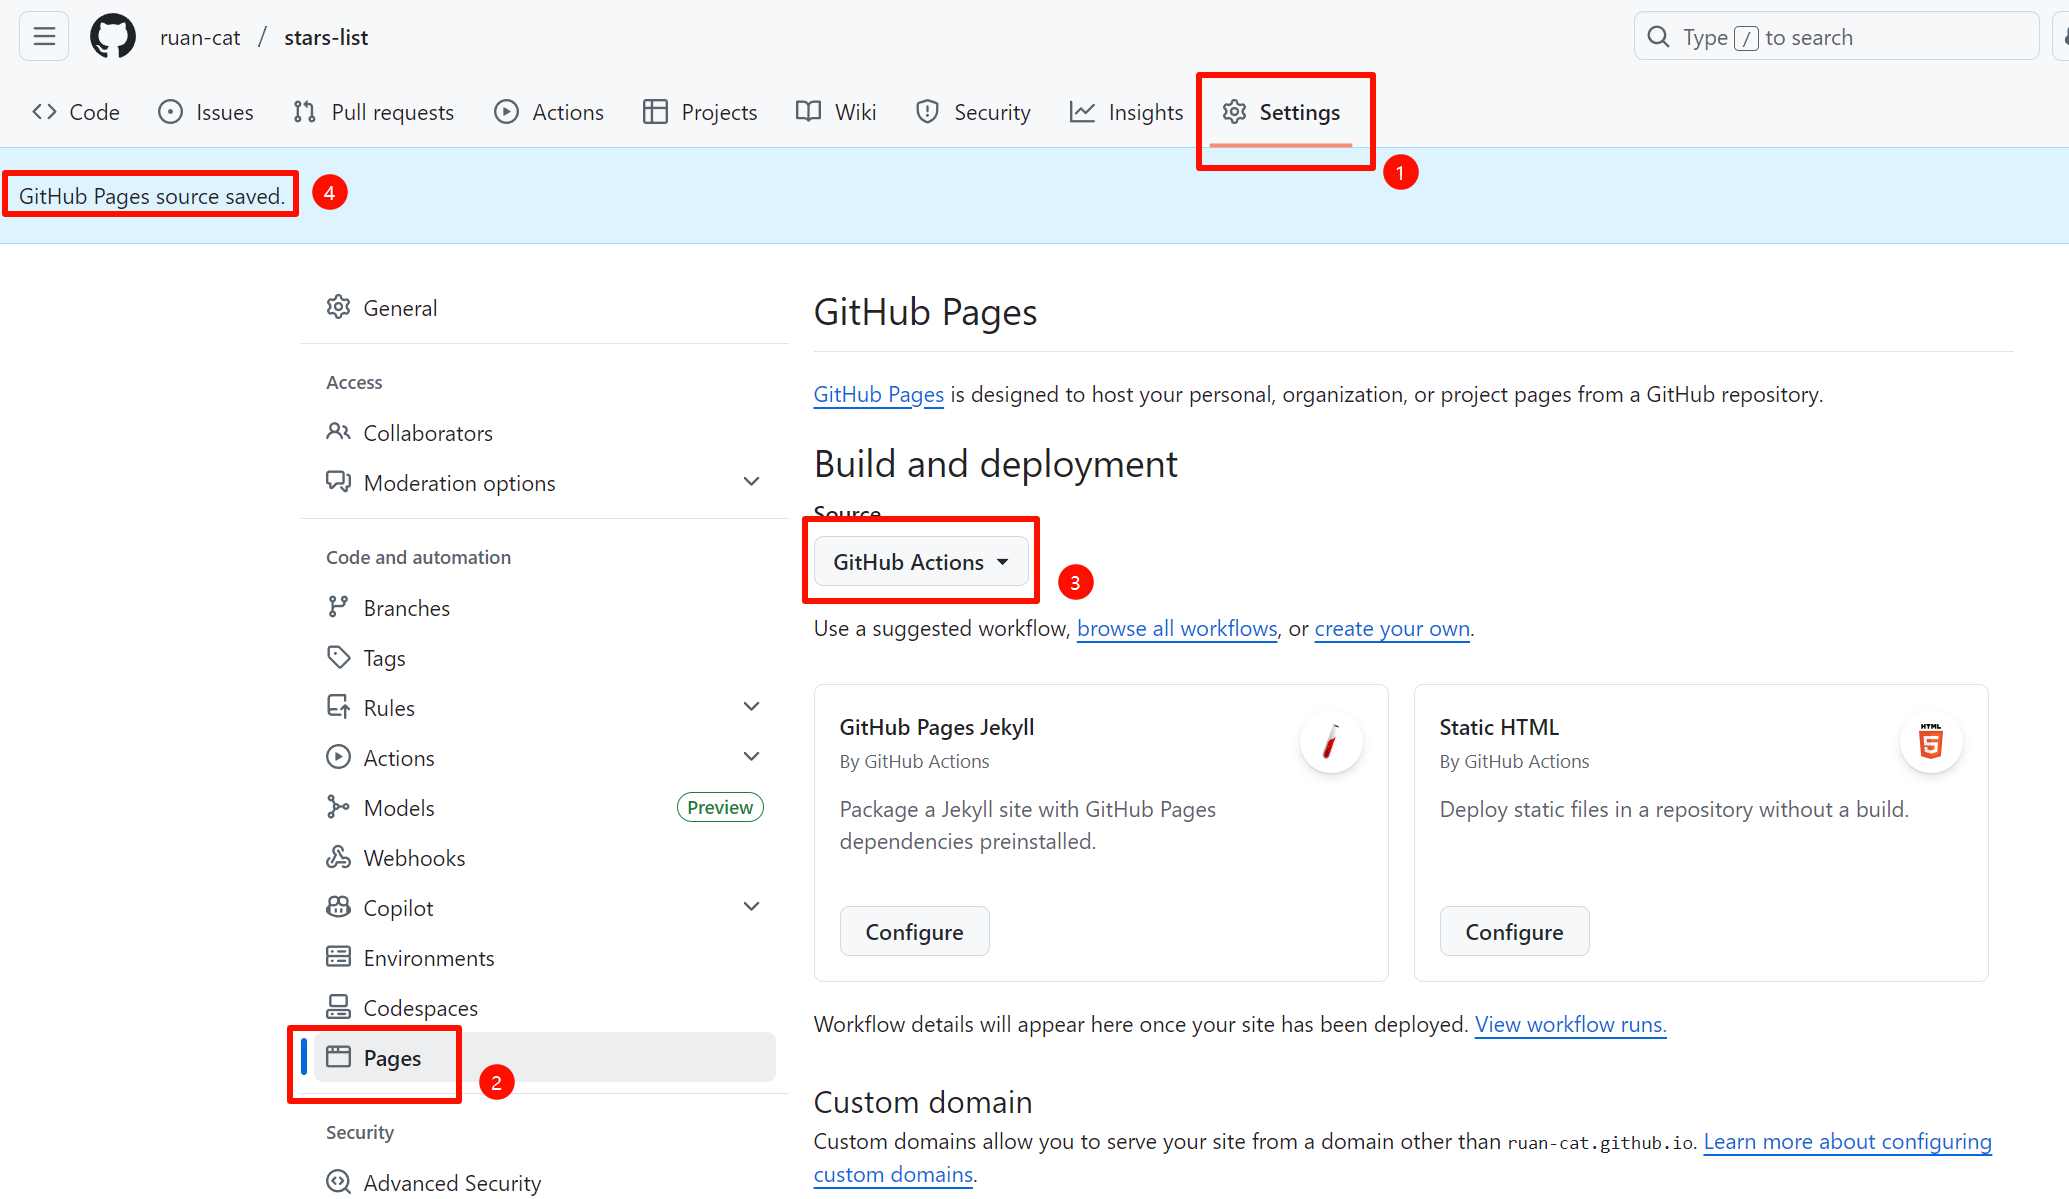 ruan-cat / stars-list
Type / to search
Code Issues Pull requests Actions Projects Wiki Security Insights Settings
1
GitHub Pages source saved.
4
General
Access
Collaborators
Moderation options
Code and automation
Branches
Tags
Rules
Actions
Models Preview
Webhooks
Copilot
Environments
Codespaces
Pages
2
Security
Advanced Security
GitHub Pages
GitHub Pages is designed to host your personal, organization, or project pages from a GitHub repository.
Build and deployment
Source
GitHub Actions
3
Use a suggested workflow, browse all workflows, or create your own.
GitHub Pages Jekyll
By GitHub Actions
Package a Jekyll site with GitHub Pages
dependencies preinstalled.
Configure
Static HTML
HTML
5
By GitHub Actions
Deploy static files in a repository without a build.
Configure
Workflow details will appear here once your site has been deployed. View workflow runs.
Custom domain
Custom domains allow you to serve your site from a domain other than ruan-cat.github.io. Learn more about configuring
custom domains.